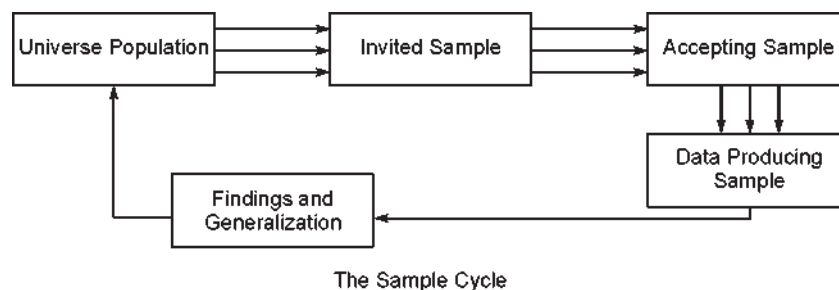 Universe Population
Invited Sample
Accepting Sample
Data Producing
Sample
Findings and
Generalization
The Sample Cycle